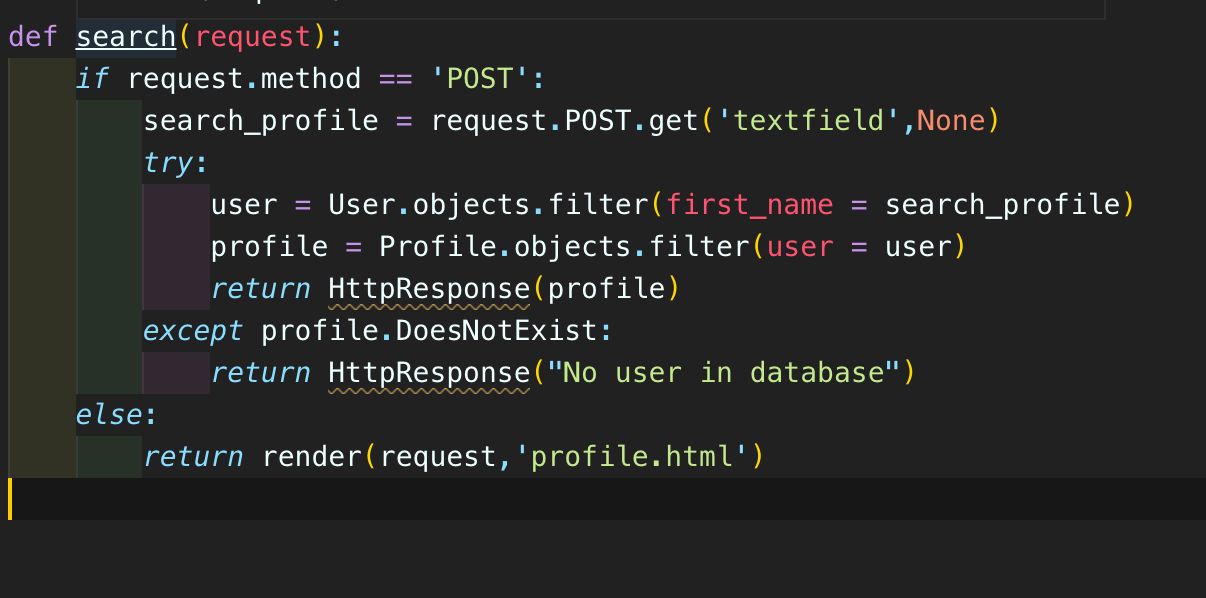 def search(request):
    if request.method == 'POST':
        search_profile = request.POST.get('textfield',None)
        try:
            user = User.objects.filter(first_name = search_profile)
            profile = Profile.objects.filter(user = user)
            return HttpResponse(profile)
        except profile.DoesNotExist:
            return HttpResponse("No user in database")
    else:
        return render(request,'profile.html')